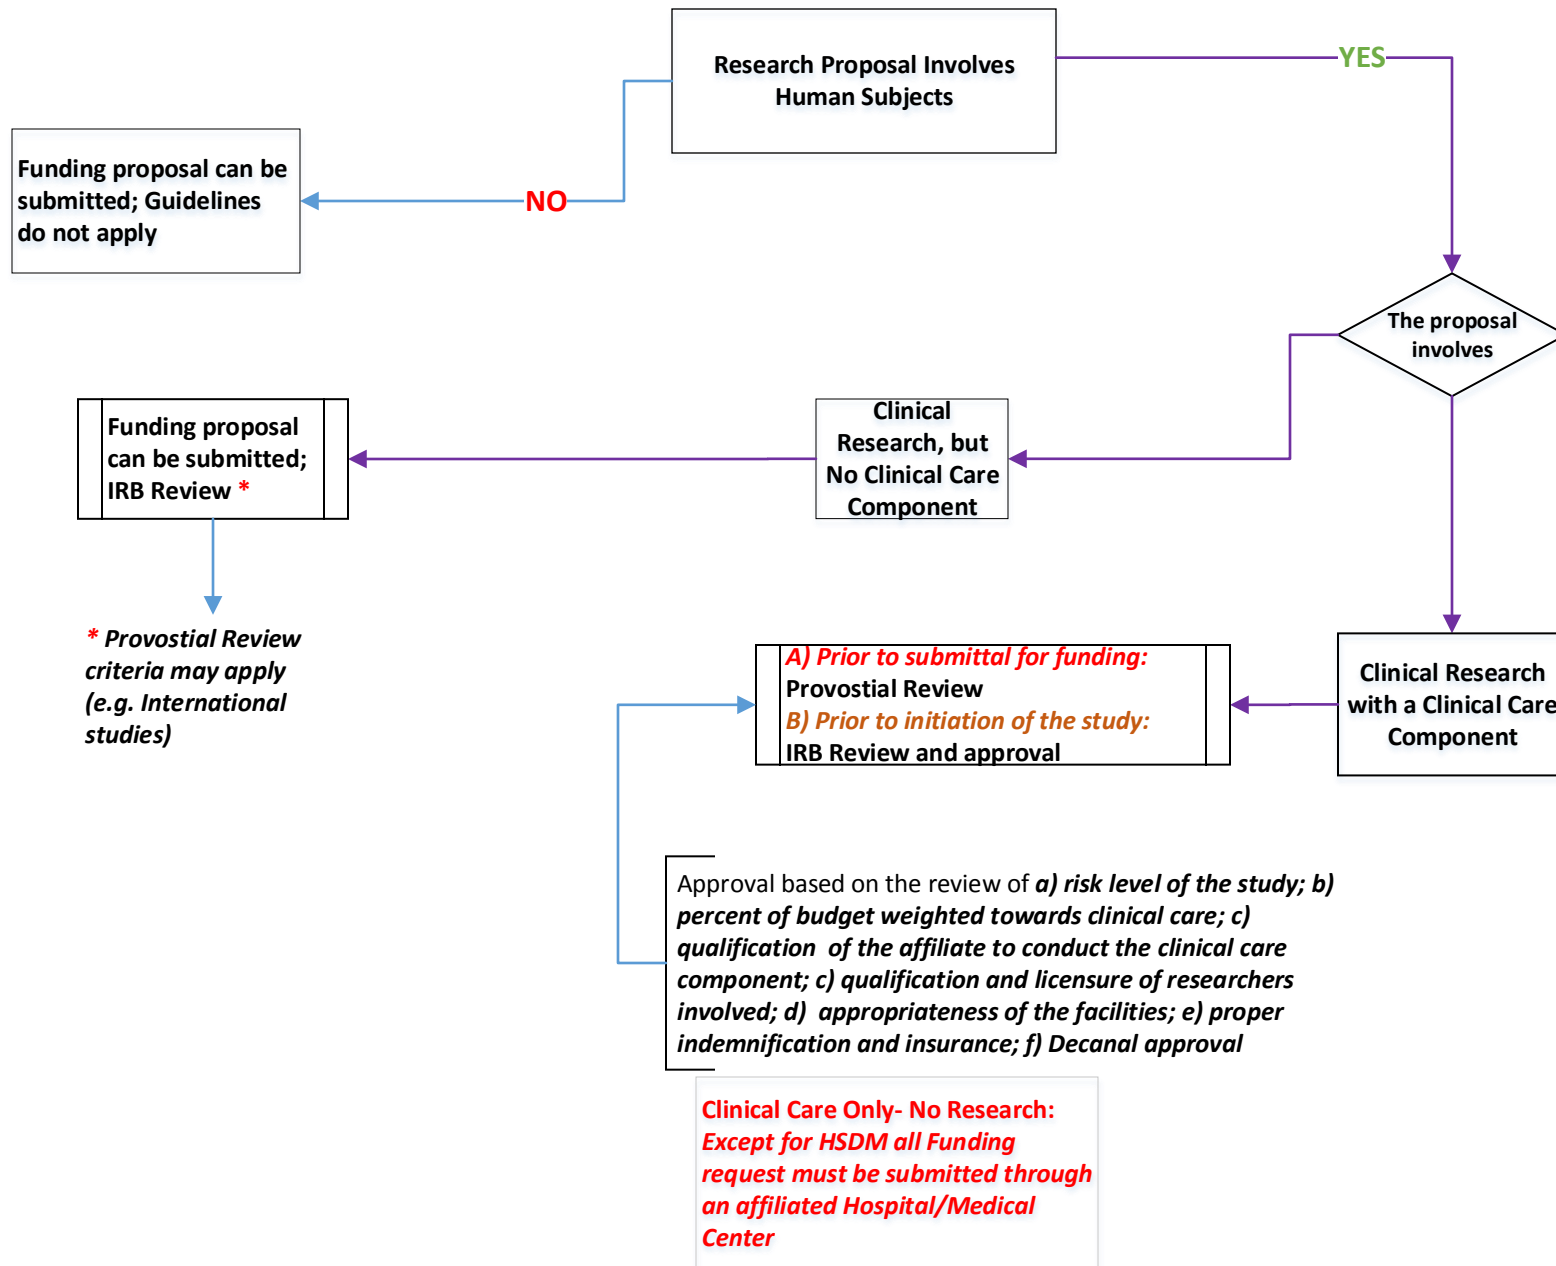 Research Proposal Involves
Human Subjects
YES
Funding proposal can be
submitted; Guidelines
do not apply
NO
The proposal
involves
Clinical
Research, but
No Clinical Care
Component
Funding proposal
can be submitted;
IRB Review *
* Provostial Review
criteria may apply
(e.g. International
studies)
A) Prior to submittal for funding:
Provostial Review
B) Prior to initiation of the study:
IRB Review and approval
Clinical Research
with a Clinical Care
Component
Approval based on the review of a) risk level of the study; b)
percent of budget weighted towards clinical care; c)
qualification of the affiliate to conduct the clinical care
component; c) qualification and licensure of researchers
involved; d) appropriateness of the facilities; e) proper
indemnification and insurance; f) Decanal approval
Clinical Care Only- No Research:
Except for HSDM all Funding
request must be submitted through
an affiliated Hospital/Medical
Center